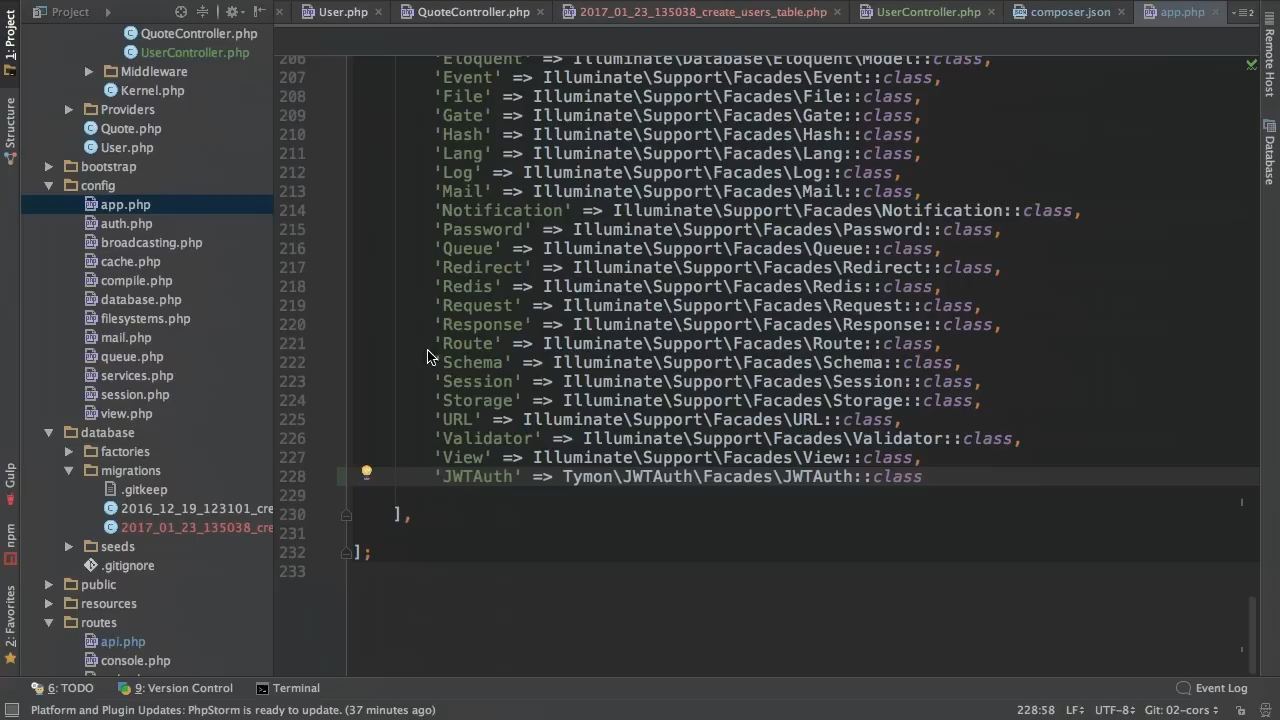 Project
User.php
QuoteController.php
2017_01_23_135038_create_users_table.php
UserController.php
composer.json
app.php
2
1: Project
Structure
Gulp
npm
2: Favorites
QuoteController.php
UserController.php
Middleware
Kernel.php
Providers
Quote.php
User.php
bootstrap
config
app.php
auth.php
broadcasting.php
cache.php
compile.php
database.php
filesystems.php
mail.php
queue.php
services.php
session.php
view.php
database
factories
migrations
.gitkeep
2016_12_19_123101_cre
2017_01_23_135038_cre
seeds
.gitignore
public
resources
routes
api.php
console.php
206 'Eloquent' => Illuminate\Database\Eloquent\Model::class,
207 'Event' => Illuminate\Support\Facades\Event::class,
208 'File' => Illuminate\Support\Facades\File::class,
209 'Gate' => Illuminate\Support\Facades\Gate::class,
210 'Hash' => Illuminate\Support\Facades\Hash::class,
211 'Lang' => Illuminate\Support\Facades\Lang::class,
212 'Log' => Illuminate\Support\Facades\Log::class,
213 'Mail' => Illuminate\Support\Facades\Mail::class,
214 'Notification' => Illuminate\Support\Facades\Notification::class,
215 'Password' => Illuminate\Support\Facades\Password::class,
216 'Queue' => Illuminate\Support\Facades\Queue::class,
217 'Redirect' => Illuminate\Support\Facades\Redirect::class,
218 'Redis' => Illuminate\Support\Facades\Redis::class,
219 'Request' => Illuminate\Support\Facades\Request::class,
220 'Response' => Illuminate\Support\Facades\Response::class,
221 'Route' => Illuminate\Support\Facades\Route::class,
222 'Schema' => Illuminate\Support\Facades\Schema::class,
223 'Session' => Illuminate\Support\Facades\Session::class,
224 'Storage' => Illuminate\Support\Facades\Storage::class,
225 'URL' => Illuminate\Support\Facades\URL::class,
226 'Validator' => Illuminate\Support\Facades\Validator::class,
227 'View' => Illuminate\Support\Facades\View::class,
228 'JWTAuth' => Tymon\JWTAuth\Facades\JWTAuth::class
229
230 ],
231
232 ];
233
Remote Host
Database
6: TODO
9: Version Control
Terminal
Event Log
Platform and Plugin Updates: PhpStorm is ready to update. (37 minutes ago)
228:58
LF
UTF-8
Git: 02-cors